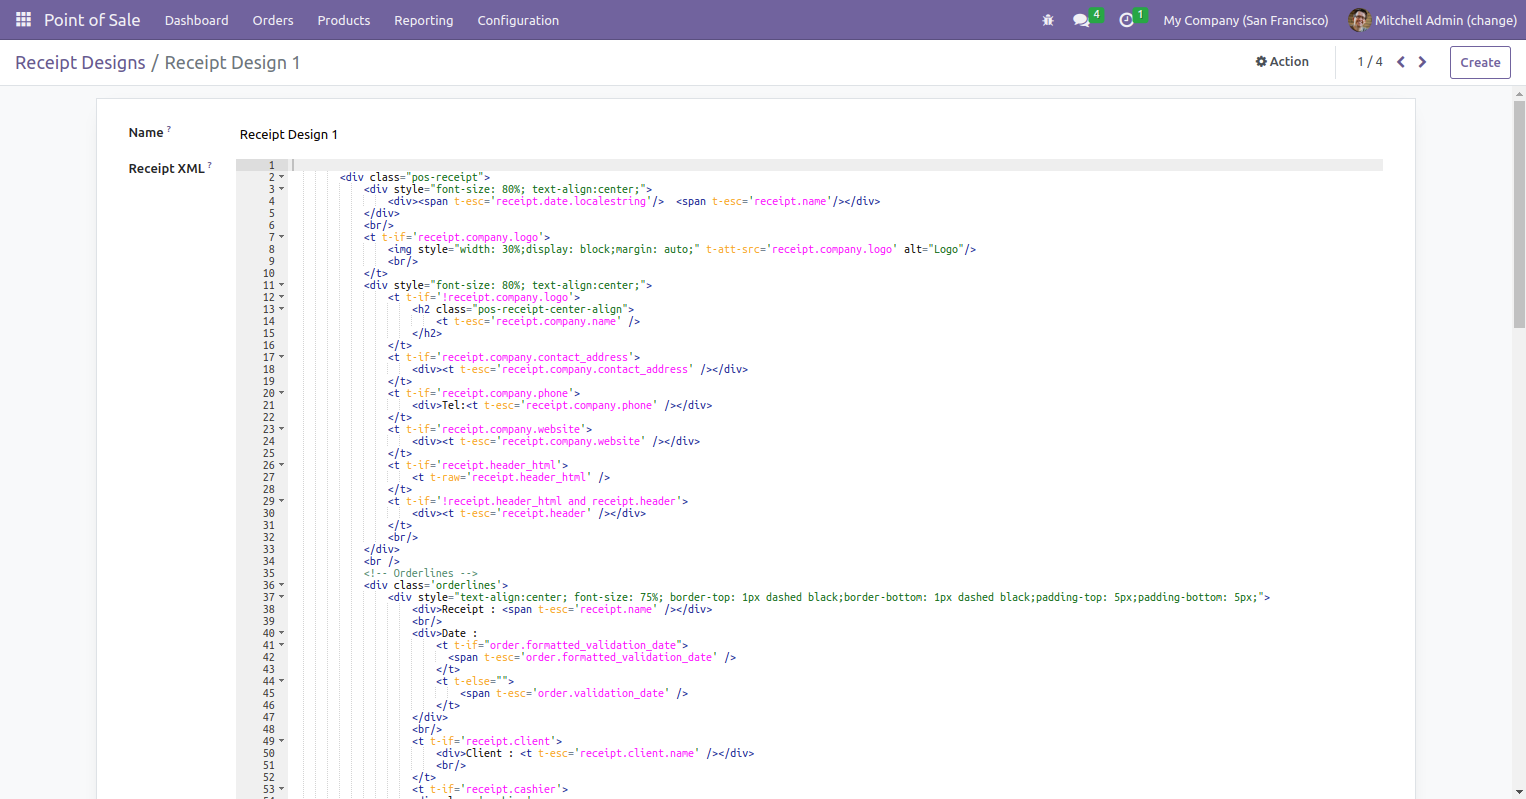 Point of Sale Dashboard Orders Products Reporting Configuration 4 1 My Company (San Francisco) Mitchell Admin (change)
Receipt Designs / Receipt Design 1 Action 1 / 4 Create
Name ? Receipt Design 1
Receipt XML ? 1
2 <div class="pos-receipt">
3 <div style="font-size: 80%; text-align:center;">
4 <div><span t-esc='receipt.date.localestring'/>  <span t-esc='receipt.name'/></div>
5 </div>
6 <br/>
7 <t t-if='receipt.company.logo'>
8 <img style="width: 30%;display: block;margin: auto;" t-att-src='receipt.company.logo' alt="Logo"/>
9 <br/>
10 </t>
11 <div style="font-size: 80%; text-align:center;">
12 <t t-if='!receipt.company.logo'>
13 <h2 class="pos-receipt-center-align">
14 <t t-esc='receipt.company.name' />
15 </h2>
16 </t>
17 <t t-if='receipt.company.contact_address'>
18 <div><t t-esc='receipt.company.contact_address' /></div>
19 </t>
20 <t t-if='receipt.company.phone'>
21 <div>Tel:<t t-esc='receipt.company.phone' /></div>
22 </t>
23 <t t-if='receipt.company.website'>
24 <div><t t-esc='receipt.company.website' /></div>
25 </t>
26 <t t-if='receipt.header_html'>
27 <t t-raw='receipt.header_html' />
28 </t>
29 <t t-if='!receipt.header_html and receipt.header'>
30 <div><t t-esc='receipt.header' /></div>
31 </t>
32 <br/>
33 </div>
34 <br />
35 <!-- Orderlines -->
36 <div class='orderlines'>
37 <div style="text-align:center; font-size: 75%; border-top: 1px dashed black;border-bottom: 1px dashed black;padding-top: 5px;padding-bottom: 5px;">
38 <div>Receipt : <span t-esc='receipt.name' /></div>
39 <br/>
40 <div>Date :
41 <t t-if="order.formatted_validation_date">
42 <span t-esc='order.formatted_validation_date' />
43 </t>
44 <t t-else="">
45 <span t-esc='order.validation_date' />
46 </t>
47 </div>
48 <br/>
49 <t t-if='receipt.client'>
50 <div>Client : <t t-esc='receipt.client.name' /></div>
51 <br/>
52 </t>
53 <t t-if='receipt.cashier'>